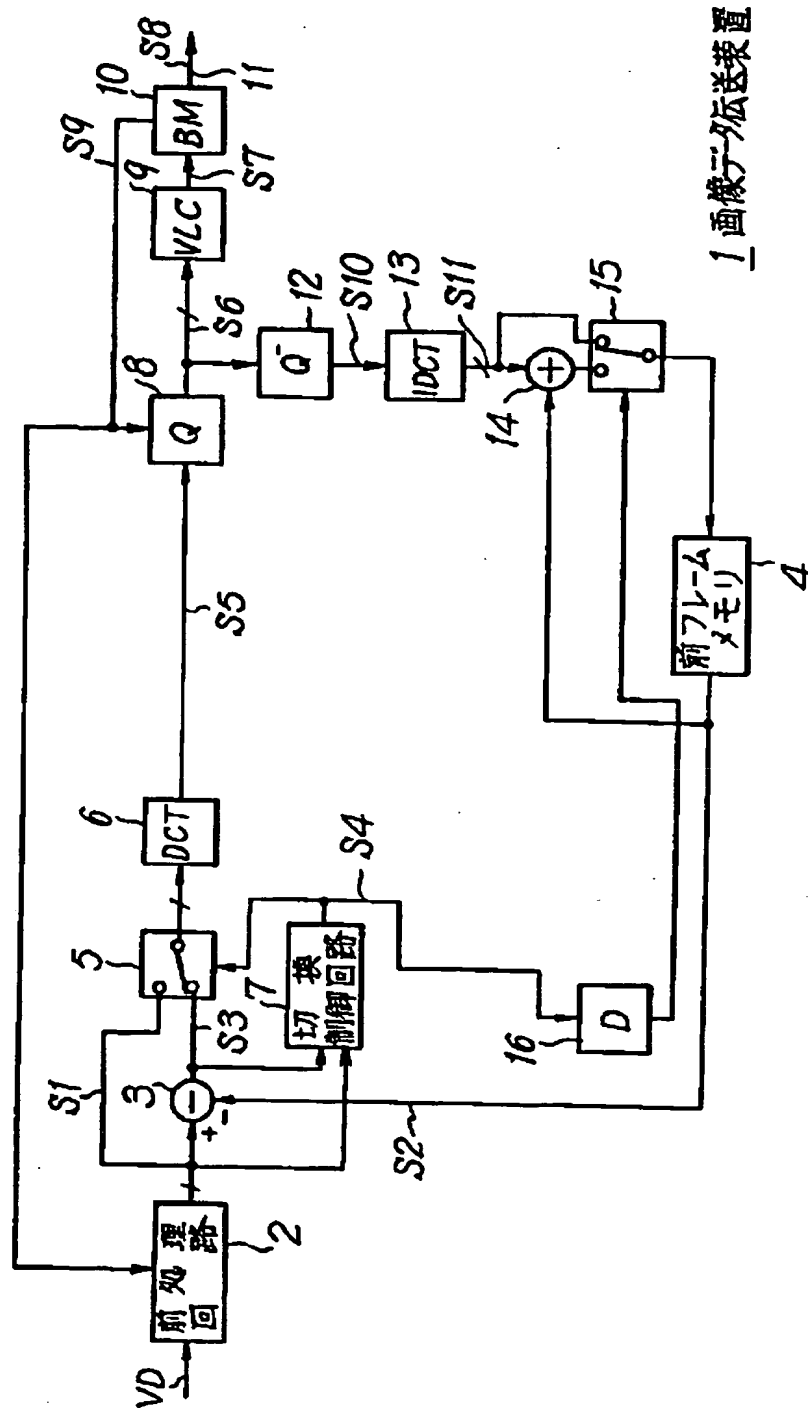 VD
前処理
回路
2
S1
3
+
-
-
S3
5
切換
制御回路
7
S4
DCT
6
S5
Q
8
S6
VLC
9
S7
BM
10
S8
11
S9
Q⁻
12
S10
IDCT
13
S11
+
14
15
前フレーム
メモリ
4
D
16
S2
1 画像データ伝送装置